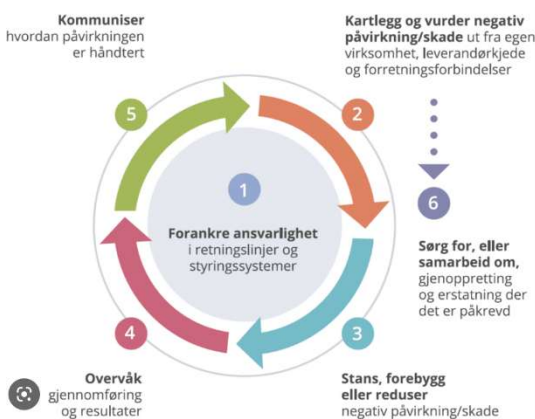 Kommuniser
hvordan påvirkningen
er håndtert
5
Kartlegg og vurder negativ
påvirkning/skade ut fra egen
virksomhet, leverandørkjede
og forretningsforbindelser
2
6
Sørg for, eller
samarbeid om,
gjenoppretting
og erstatning der
det er påkrevd
1
Forankre ansvarlighet
i retningslinjer og
styringssystemer
4
Overvåk
gjennomføring
og resultater
3
Stans, forebygg
eller reduser
negativ påvirkning/skade